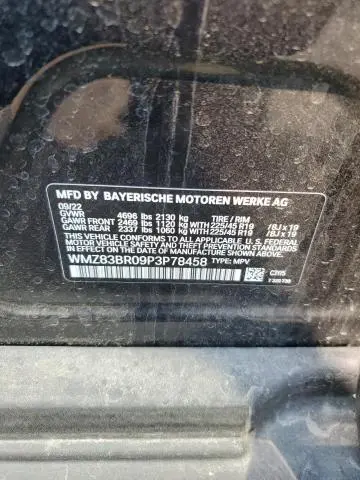 MFD BY BAYERISCHE MOTOREN WERKE AG
09/22
GVWR 4696 lbs 2130 kg TIRE / RIM
GAWR FRONT 2469 lbs 1120 kg WITH 225/45 R19 /8J x 19
GAWR REAR 2337 lbs 1060 kg WITH 225/45 R19 /8J x 19
THIS VEHICLE CONFORMS TO ALL APPLICABLE U. S. FEDERAL
MOTOR VEHICLE SAFETY AND THEFT PREVENTION STANDARDS
IN EFFECT ON THE DATE OF MANUFACTURE SHOWN ABOVE.
WMZ83BR09P3P78458 TYPE: MPV